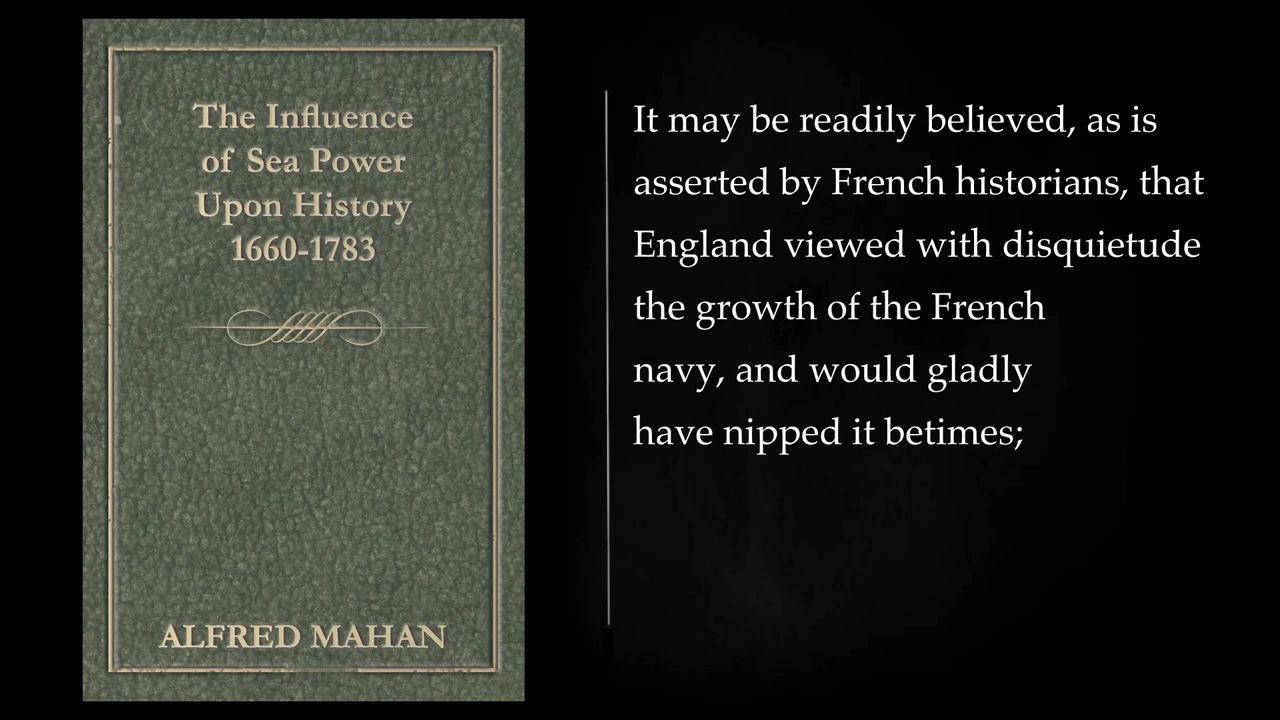 The Influence
of Sea Power
Upon History
1660-1783
ALFRED MAHAN
It may be readily believed, as is
asserted by French historians, that
England viewed with disquietude
the growth of the French
navy, and would gladly
have nipped it betimes;